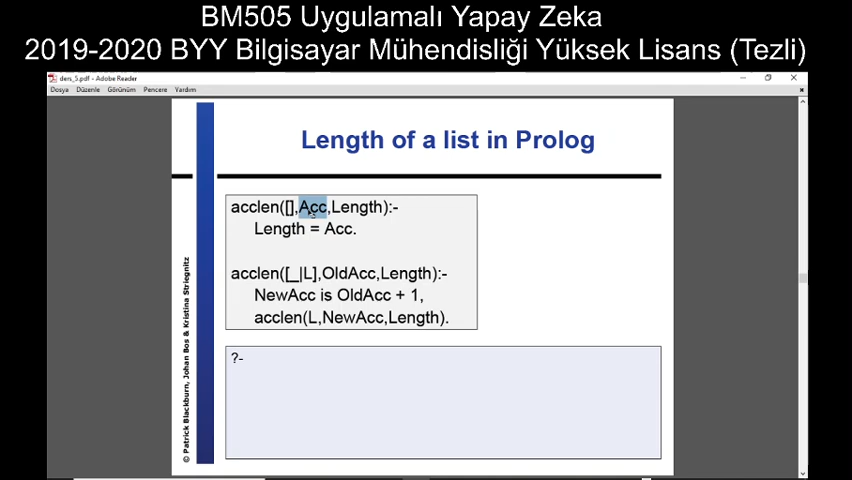 BM505 Uygulamalı Yapay Zeka
2019-2020 BYY Bilgisayar Mühendisliği Yüksek Lisans (Tezli)
ders_5.pdf - Adobe Reader
Dosya Düzenle Görünüm Pencere Yardım
Length of a list in Prolog
acclen([],Acc,Length):-
Length = Acc.
acclen([_|L],OldAcc,Length):-
NewAcc is OldAcc + 1,
acclen(L,NewAcc,Length).
?-
© Patrick Blackburn, Johan Bos & Kristina Striegnitz